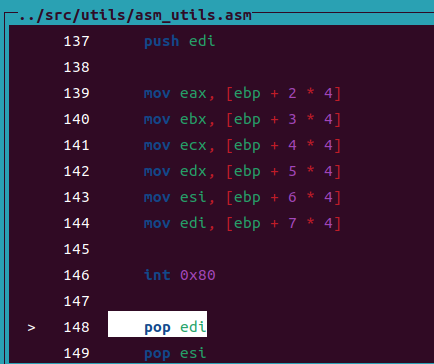 ../src/utils/asm_utils.asm
137 push edi
138
139 mov eax, [ebp + 2 * 4]
140 mov ebx, [ebp + 3 * 4]
141 mov ecx, [ebp + 4 * 4]
142 mov edx, [ebp + 5 * 4]
143 mov esi, [ebp + 6 * 4]
144 mov edi, [ebp + 7 * 4]
145
146 int 0x80
147
> 148 pop edi
149 pop esi